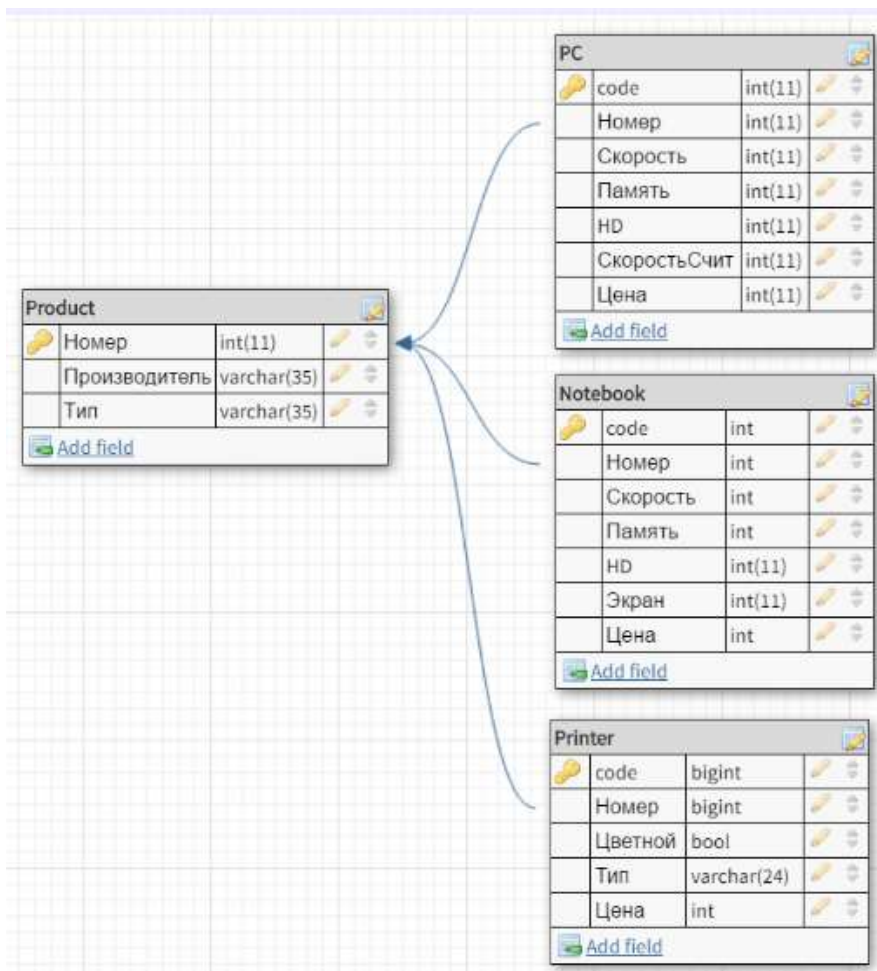 PC
code int(11)
Номер int(11)
Скорость int(11)
Память int(11)
HD int(11)
СкоростьСчит int(11)
Цена int(11)
Add field
Product
Номер int(11)
Производитель varchar(35)
Тип varchar(35)
Add field
Notebook
code int
Номер int
Скорость int
Память int
HD int(11)
Экран int(11)
Цена int
Add field
Printer
code bigint
Номер bigint
Цветной bool
Тип varchar(24)
Цена int
Add field